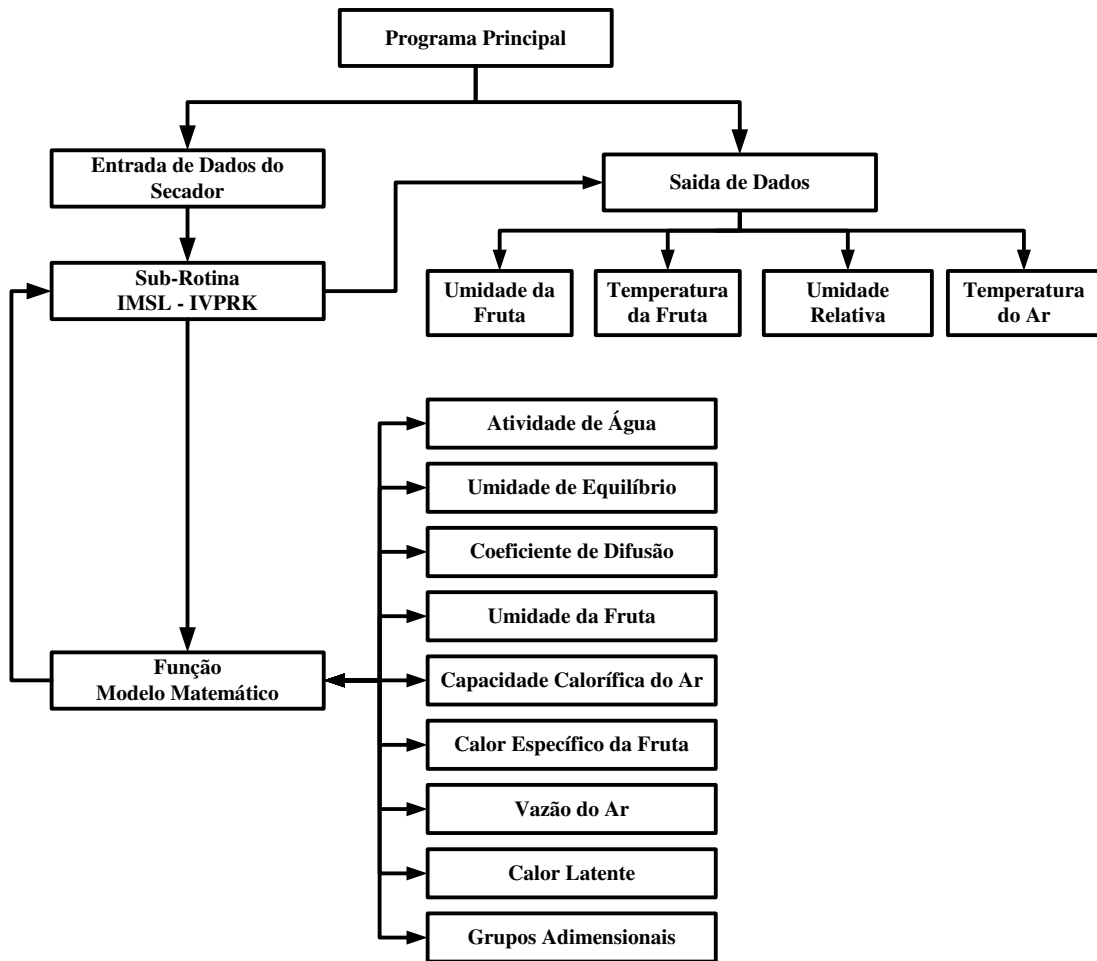 Programa Principal
Entrada de Dados do
Secador
Saida de Dados
Sub-Rotina
IMSL - IVPRK
Umidade da
Fruta
Temperatura
da Fruta
Umidade
Relativa
Temperatura
do Ar
Atividade de Água
Umidade de Equilíbrio
Coeficiente de Difusão
Umidade da Fruta
Função
Modelo Matemático
Capacidade Calorífica do Ar
Calor Específico da Fruta
Vazão do Ar
Calor Latente
Grupos Adimensionais